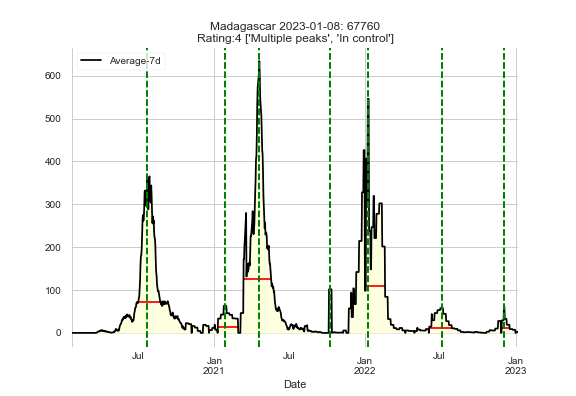 Madagascar 2023-01-08: 67760
Rating:4 ['Multiple peaks', 'In control']
Average-7d
600
500
400
300
200
100
0
Jul
Jan
2021
Jul
Jan
2022
Jul
Jan
2023
Date